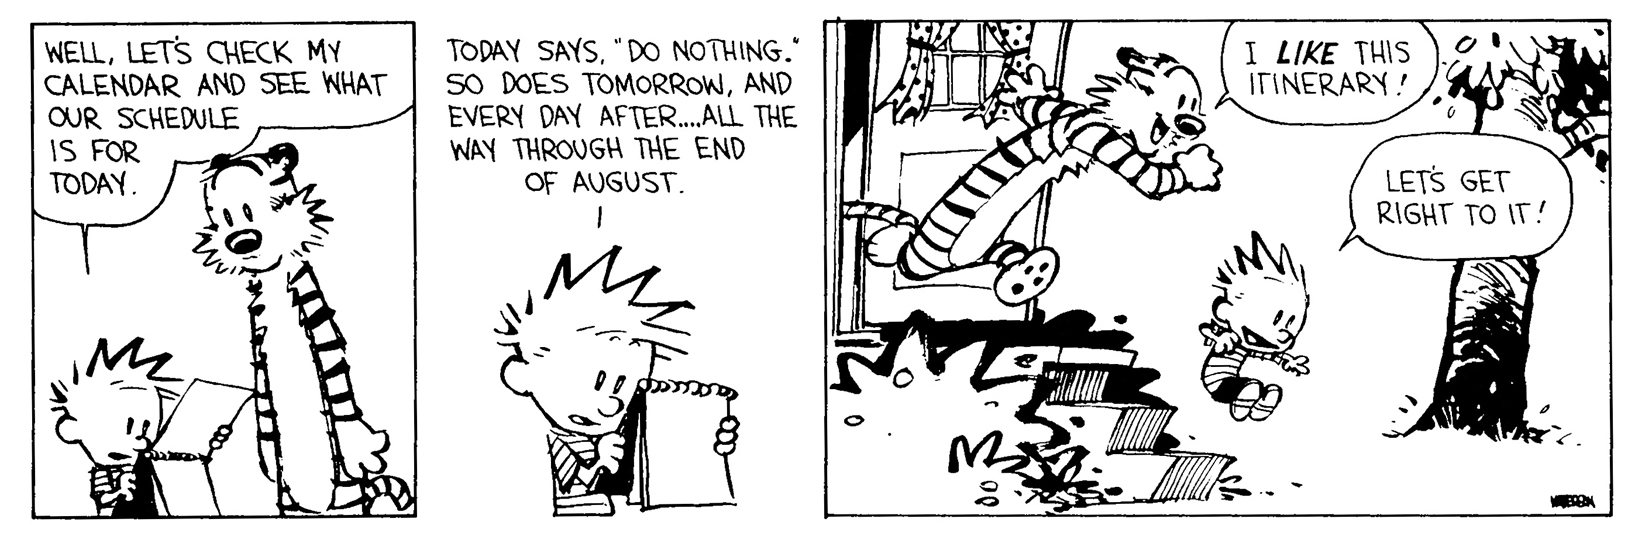 WELL, LET'S CHECK MY
CALENDAR AND SEE WHAT
OUR SCHEDULE
IS FOR
TODAY.
TODAY SAYS, "DO NOTHING."
SO DOES TOMORROW, AND
EVERY DAY AFTER....ALL THE
WAY THROUGH THE END
OF AUGUST.
I LIKE THIS
ITINERARY!
LET'S GET
RIGHT TO IT!
WATTERSON